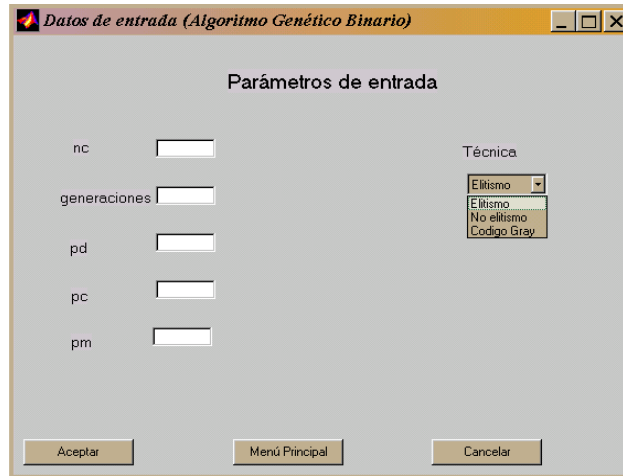 Datos de entrada (Algoritmo Genético Binario)
Parámetros de entrada
nc
generaciones
pd
pc
pm
Técnica
Elitismo
Elitismo
No elitismo
Codigo Gray
Aceptar
Menú Principal
Cancelar